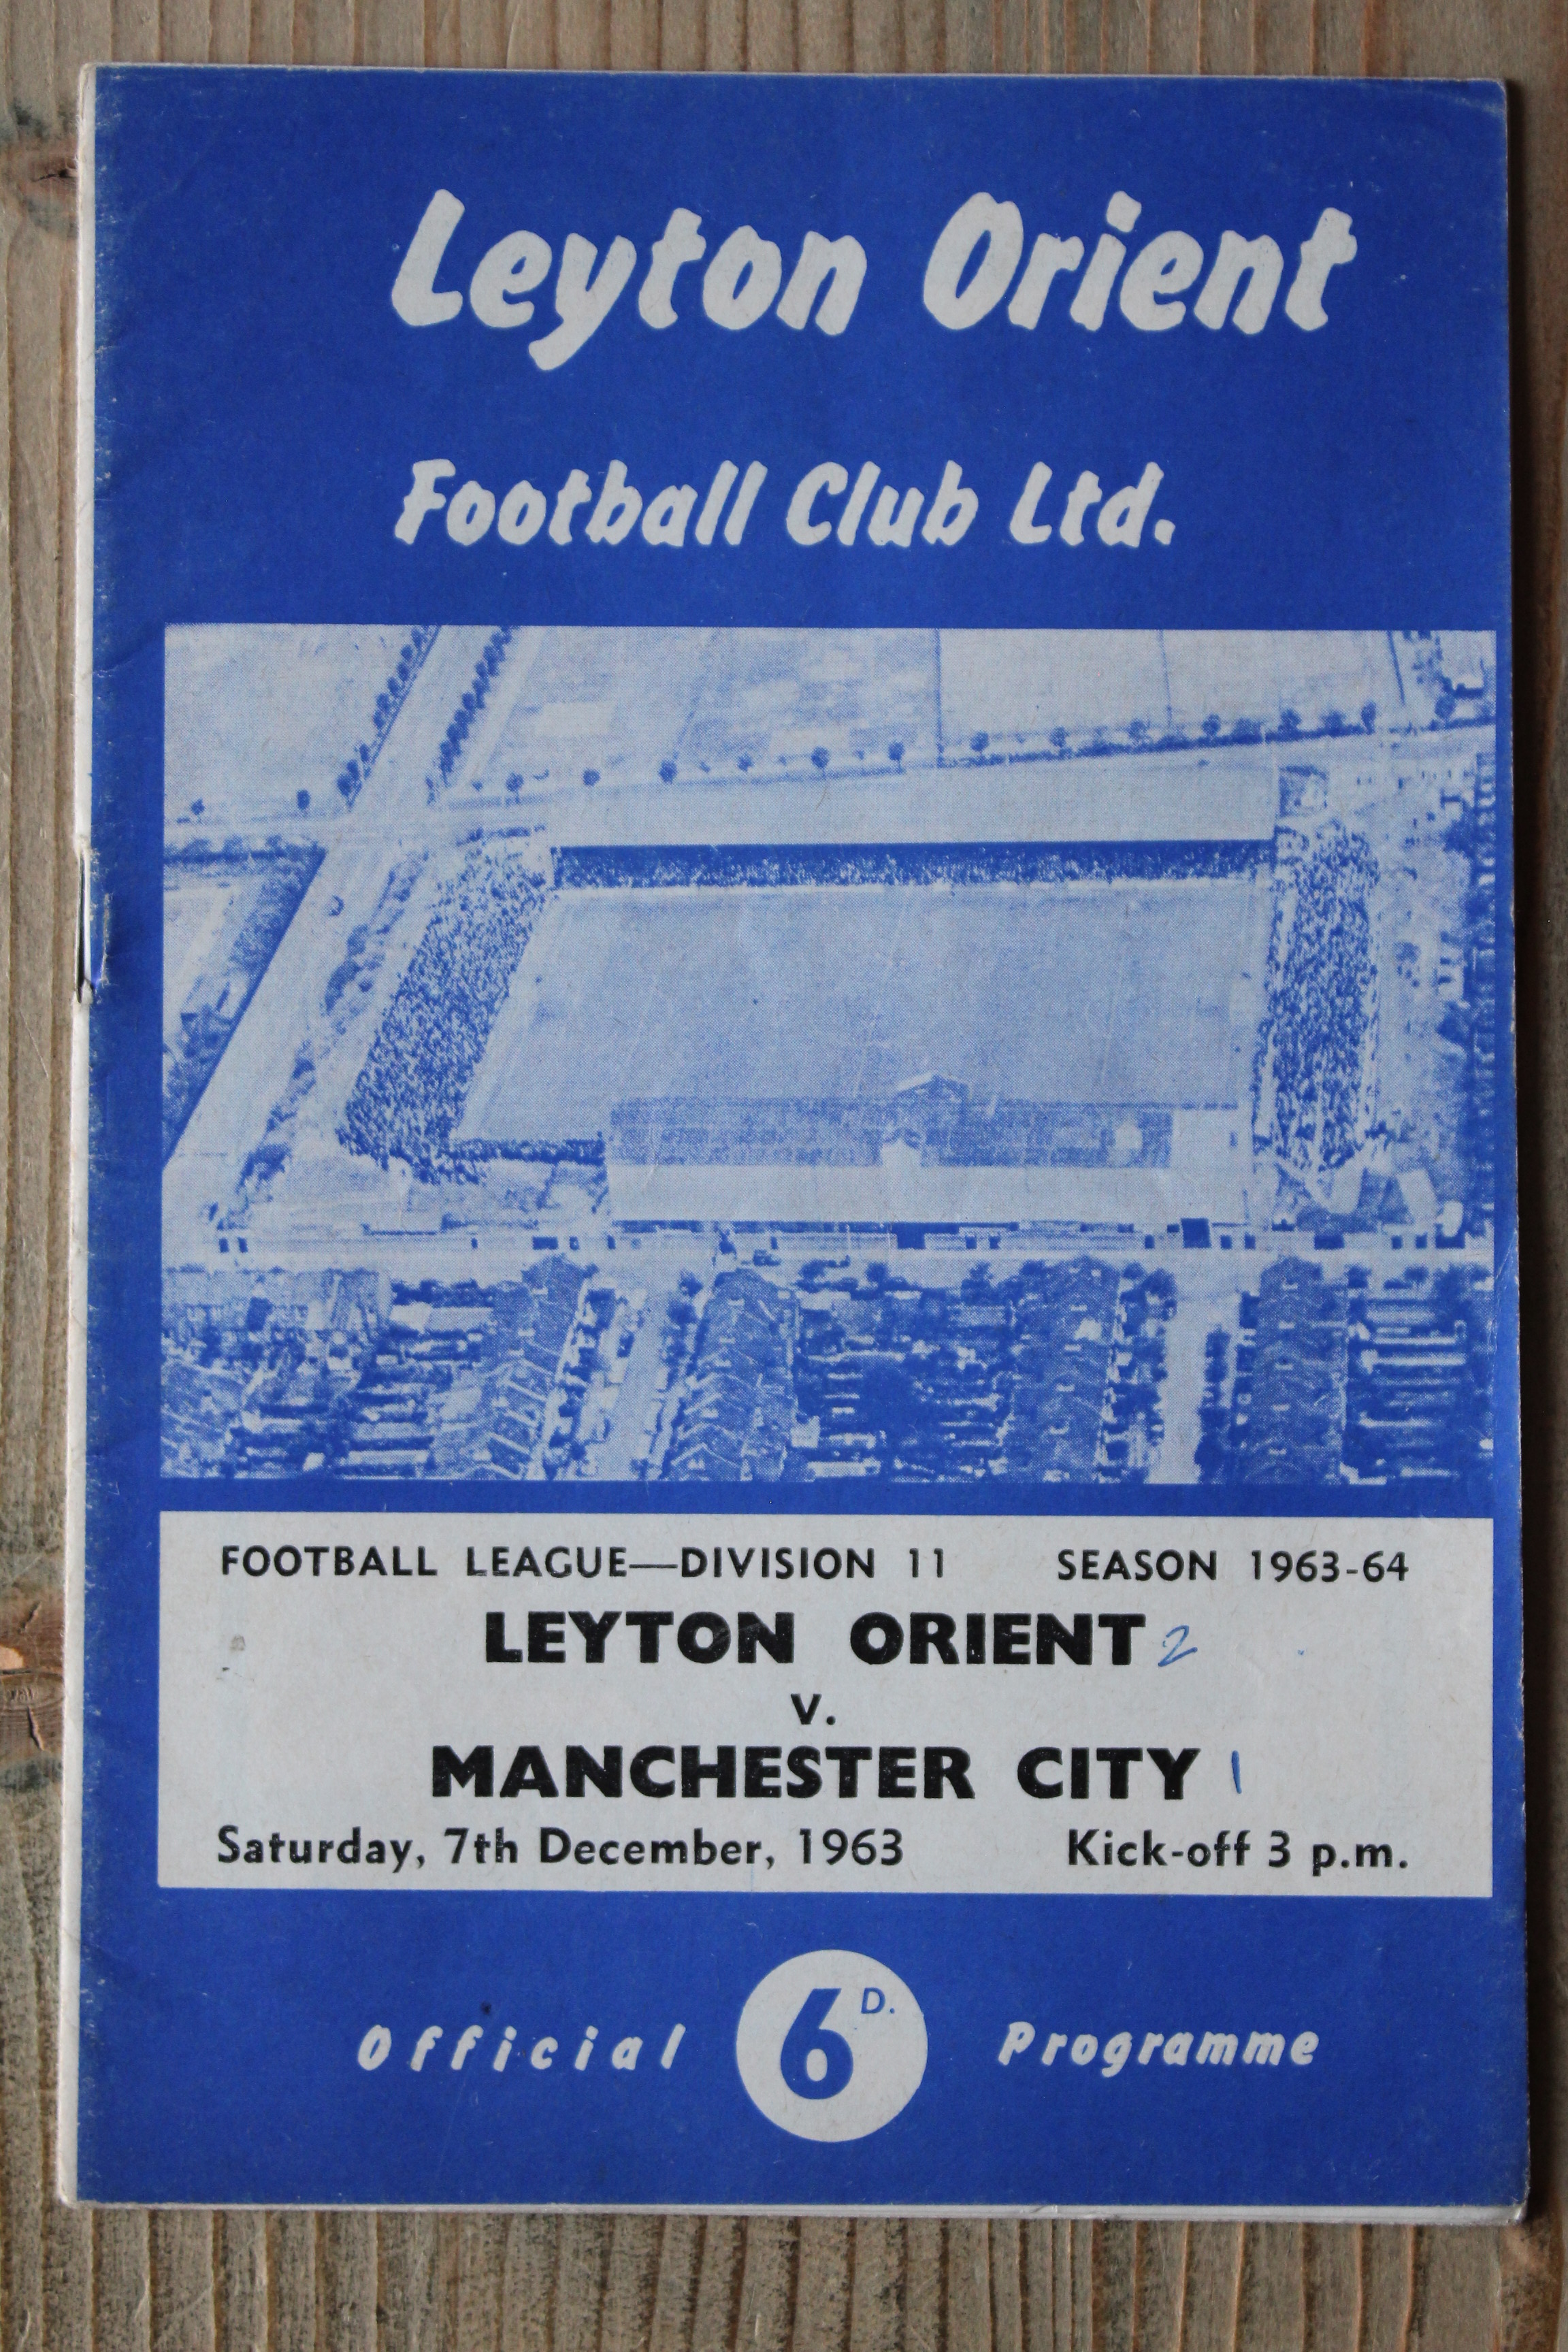 Leyton Orient
Football Club Ltd.
FOOTBALL LEAGUE—DIVISION 11 SEASON 1963-64
LEYTON ORIENT 2
v.
MANCHESTER CITY 1
Saturday, 7th December, 1963 Kick-off 3 p.m.
Official 6D. Programme